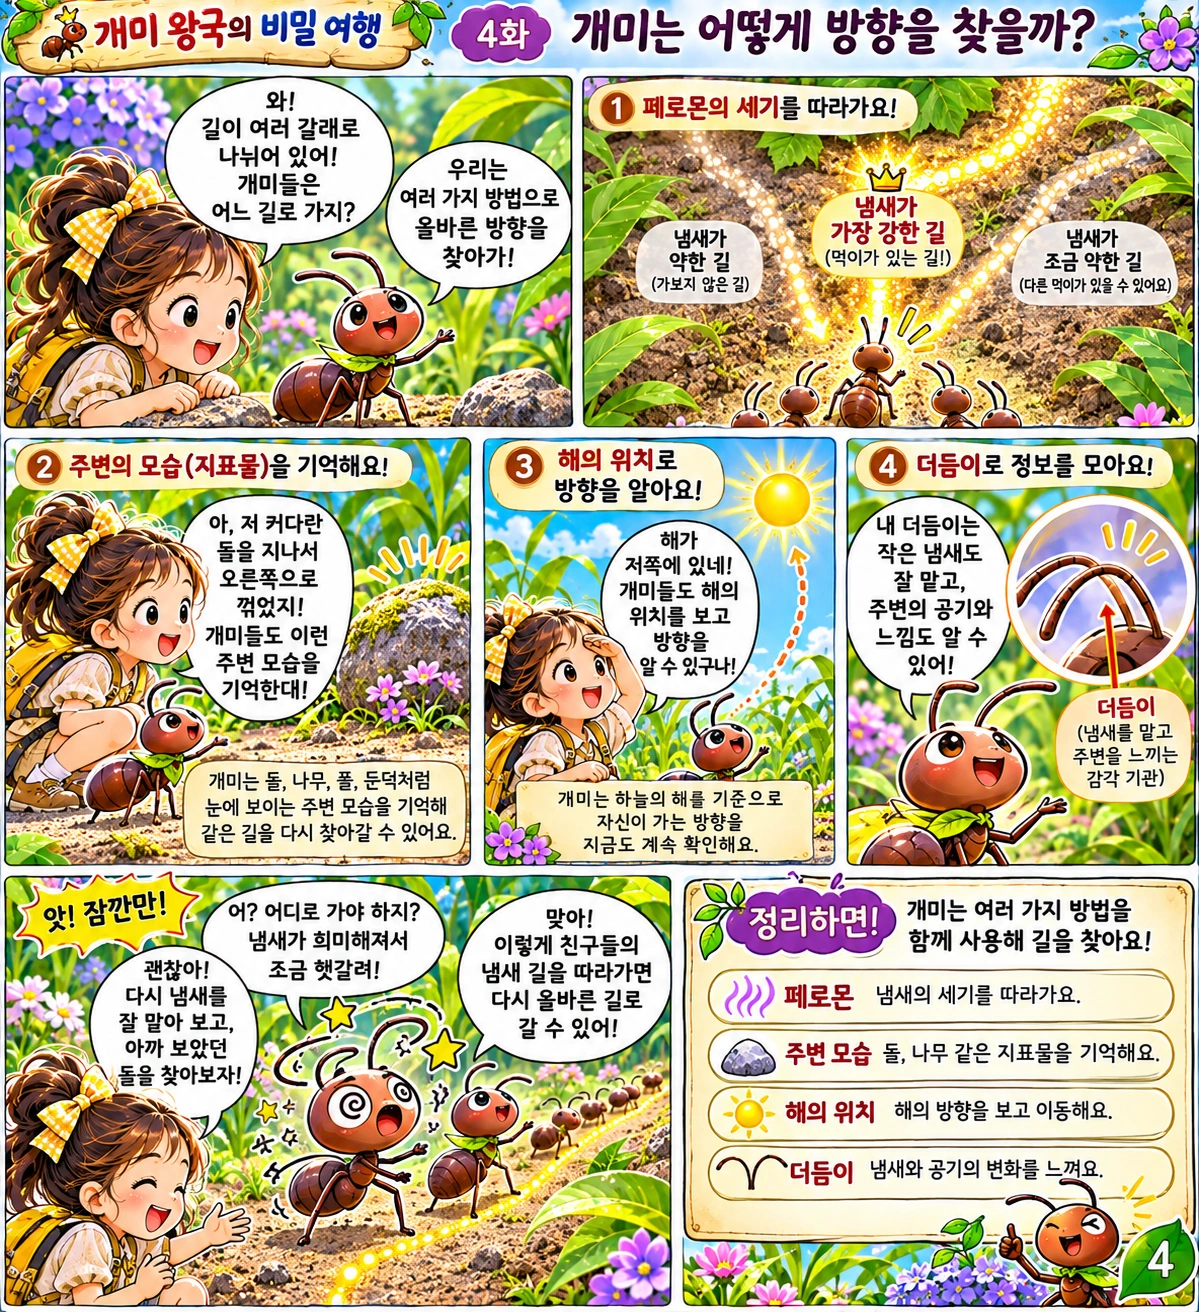 개미 왕국의 비밀 여행
4화
개미는 어떻게 방향을 찾을까?
와!
길이 여러 갈래로
나뉘어 있어!
개미들은
어느 길로 가지?
우리는
여러 가지 방법으로
올바른 방향을
찾아가!
1 페로몬의 세기를 따라가요!
냄새가
약한 길
(가보지 않은 길)
냄새가
가장 강한 길
(먹이가 있는 길!)
냄새가
조금 약한 길
(다른 먹이가 있을 수 있어요)
2 주변의 모습(지표물)을 기억해요!
아, 저 커다란
돌을 지나서
오른쪽으로
꺾었지!
개미들도 이런
주변 모습을
기억한대!
개미는 돌, 나무, 풀, 둔덕처럼
눈에 보이는 주변 모습을 기억해
같은 길을 다시 찾아갈 수 있어요.
3 해의 위치로
방향을 알아요!
해가
저쪽에 있네!
개미들도 해의
위치를 보고
방향을
알 수 있구나!
개미는 하늘의 해를 기준으로
자신이 가는 방향을
지금도 계속 확인해요.
4 더듬이로 정보를 모아요!
내 더듬이는
작은 냄새도
잘 맡고,
주변의 공기와
느낌도 알 수
있어!
더듬이
(냄새를 맡고
주변을 느끼는
감각 기관)
앗! 잠깐만!
어? 어디로 가야 하지?
냄새가 희미해져서
조금 헷갈려!
괜찮아!
다시 냄새를
잘 맡아 보고,
아까 보았던
돌을 찾아보자!
맞아!
이렇게 친구들의
냄새 길을 따라가면
다시 올바른 길로
갈 수 있어!
정리하면!
개미는 여러 가지 방법을
함께 사용해 길을 찾아요!
페로몬 냄새의 세기를 따라가요.
주변 모습 돌, 나무 같은 지표물을 기억해요.
해의 위치 해의 방향을 보고 이동해요.
더듬이 냄새와 공기의 변화를 느껴요.
4